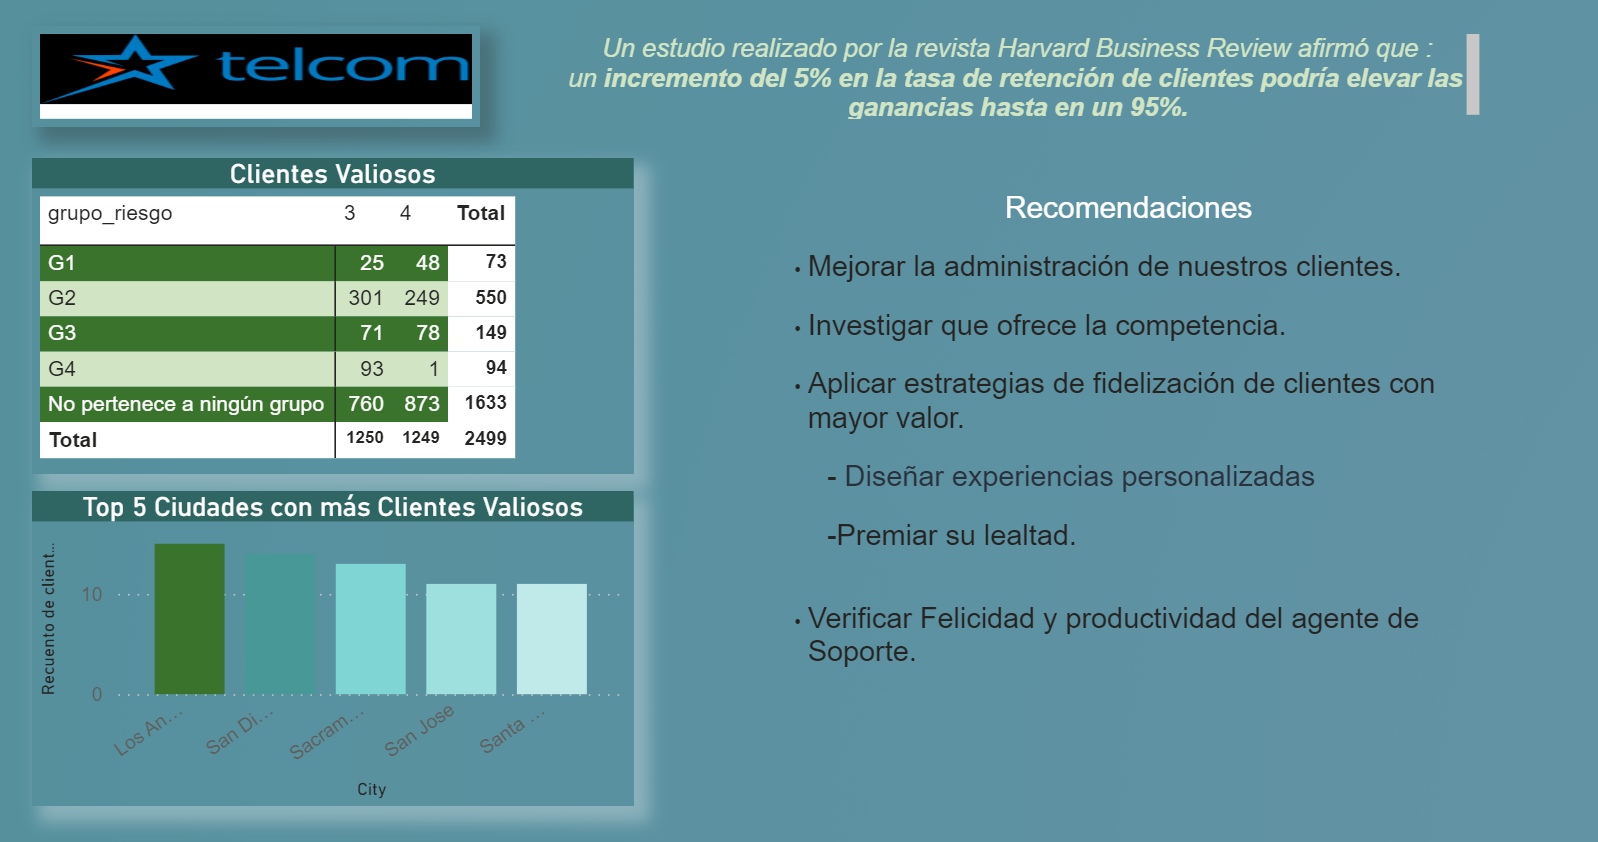 telcom
Un estudio realizado por la revista Harvard Business Review afirmó que :
un incremento del 5% en la tasa de retención de clientes podría elevar las
ganancias hasta en un 95%.
Clientes Valiosos
grupo_riesgo 3 4 Total
G1 25 48 73
G2 301 249 550
G3 71 78 149
G4 93 1 94
No pertenece a ningún grupo 760 873 1633
Total 1250 1249 2499
Top 5 Ciudades con más Clientes Valiosos
Recuento de client...
10
0
Los An...
San Di...
Sacram...
San Jose
Santa ...
City
Recomendaciones
• Mejorar la administración de nuestros clientes.
• Investigar que ofrece la competencia.
• Aplicar estrategias de fidelización de clientes con
mayor valor.
- Diseñar experiencias personalizadas
-Premiar su lealtad.
• Verificar Felicidad y productividad del agente de
Soporte.